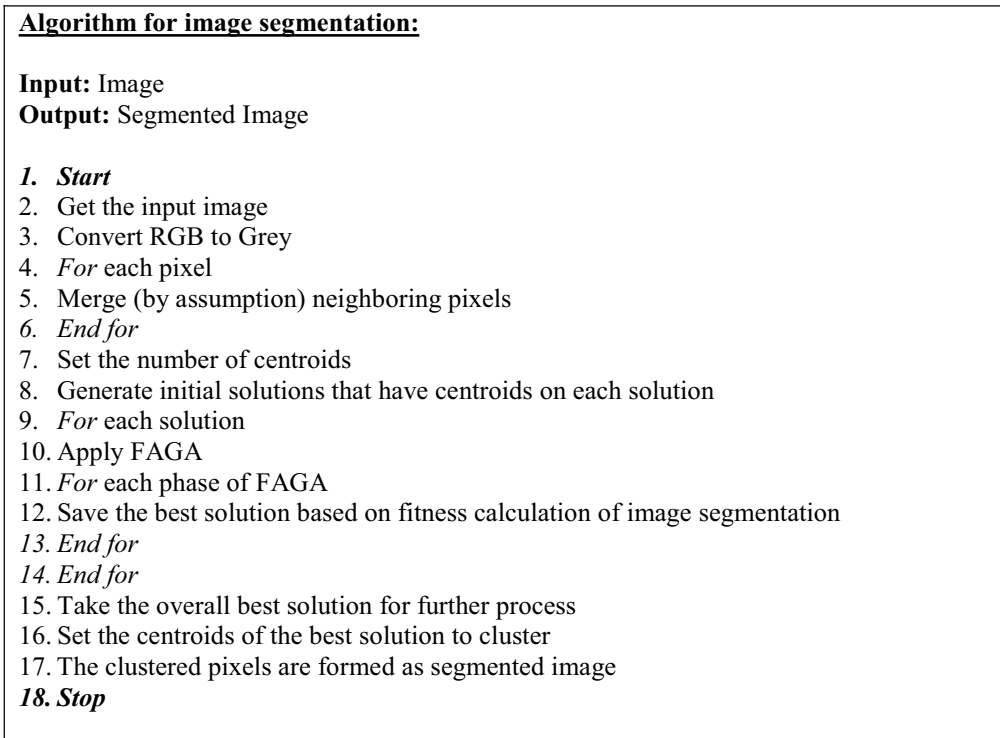 Algorithm for image segmentation:
Input: Image
Output: Segmented Image
1. Start
2. Get the input image
3. Convert RGB to Grey
4. For each pixel
5. Merge (by assumption) neighboring pixels
6. End for
7. Set the number of centroids
8. Generate initial solutions that have centroids on each solution
9. For each solution
10. Apply FAGA
11. For each phase of FAGA
12. Save the best solution based on fitness calculation of image segmentation
13. End for
14. End for
15. Take the overall best solution for further process
16. Set the centroids of the best solution to cluster
17. The clustered pixels are formed as segmented image
18. Stop